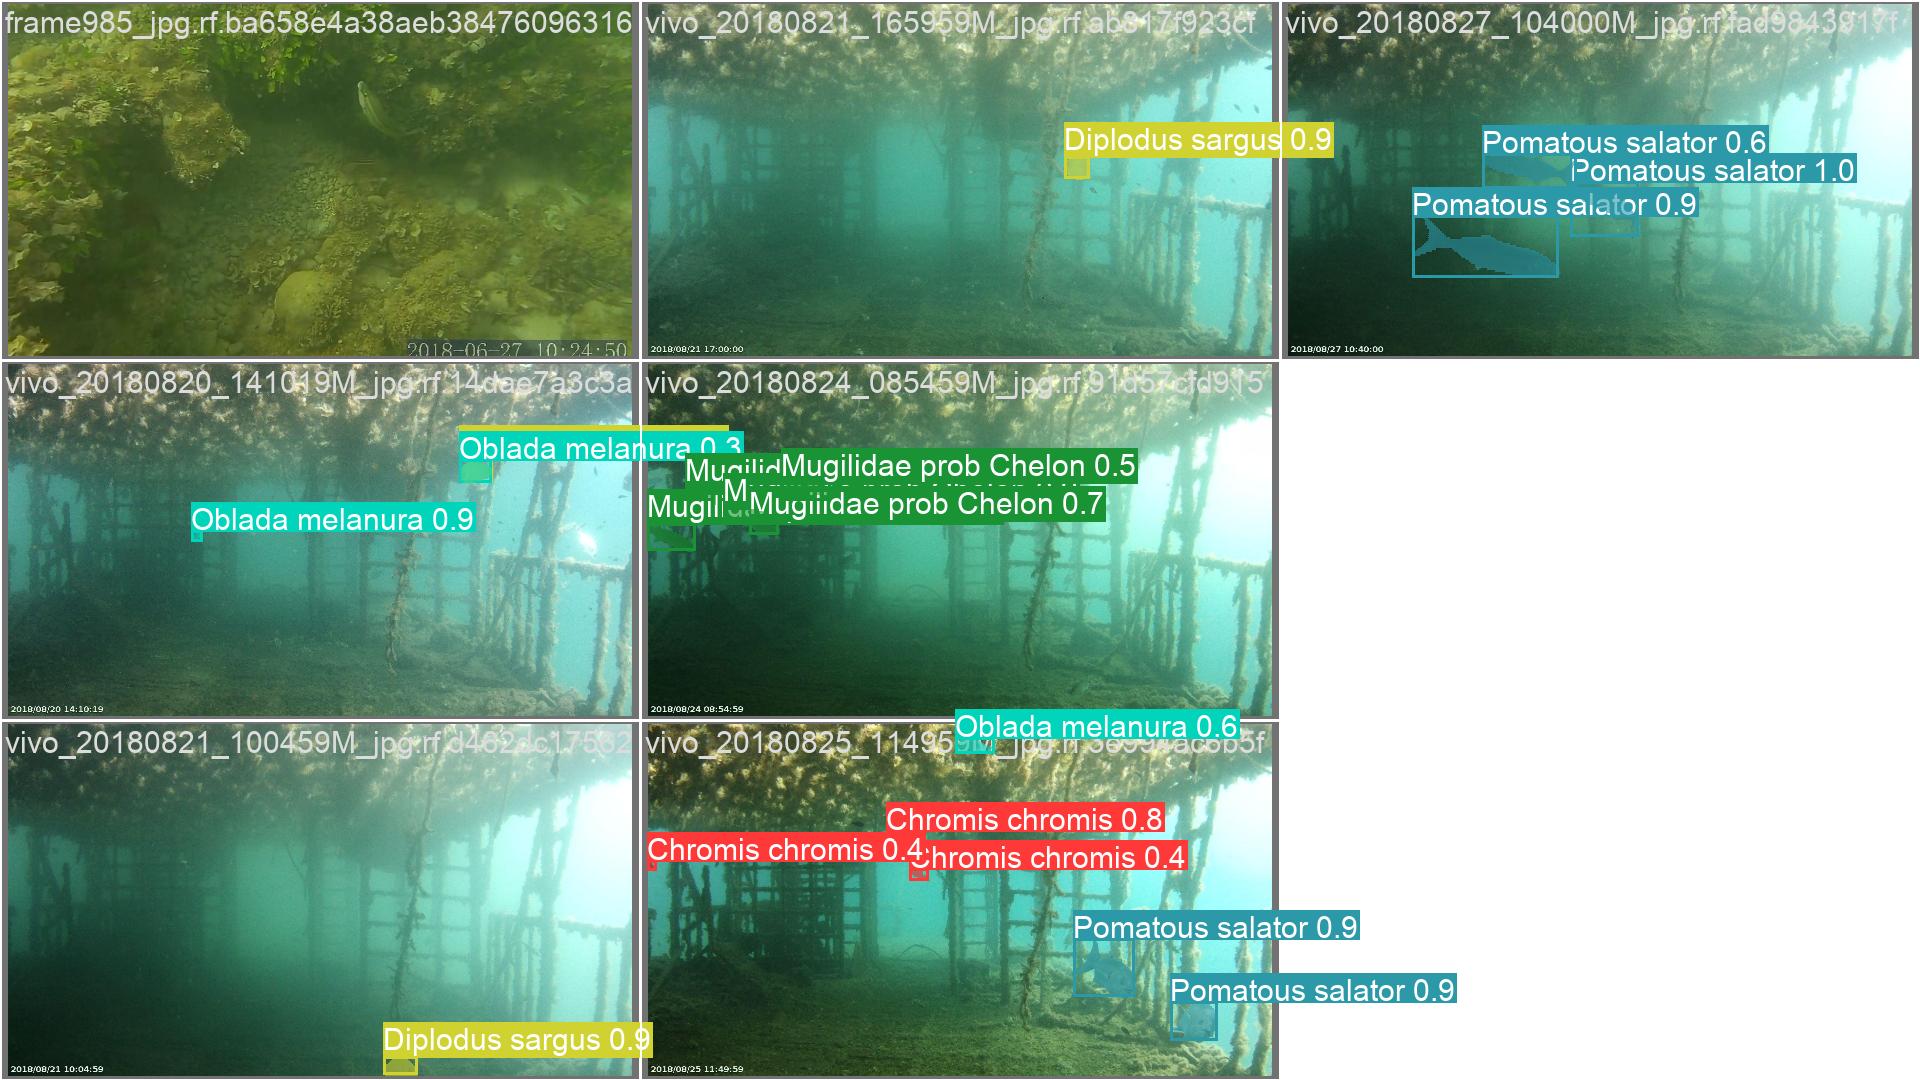 frame985_jpg.rf.ba658e4a38aeb38476096316
2018-06-27 10:24:50
vivo_20180821_165959M_jpg.rf.ab817f923cf
Diplodus sargus 0.9
2018/08/21 17:00:00
vivo_20180827_104000M_jpg.rf.fad9843917f
Pomatous salator 0.6
Pomatous salator 1.0
Pomatous salator 0.9
2018/08/27 10:40:00
vivo_20180820_141019M_jpg.rf.14dae7a3c3a
Oblada melanura 0.3
Oblada melanura 0.9
2018/08/20 14:10:19
vivo_20180824_085459M_jpg.rf.91d57cfd915
Mugilidae prob Chelon 0.5
Mugilidae prob Chelon 0.7
2018/08/24 08:54:59
vivo_20180821_100459M_jpg.rf.d462dc17582
Diplodus sargus 0.9
2018/08/21 10:04:59
Oblada melanura 0.6
Chromis chromis 0.8
Chromis chromis 0.4
Chromis chromis 0.4
Pomatous salator 0.9
Pomatous salator 0.9
2018/08/25 11:49:59